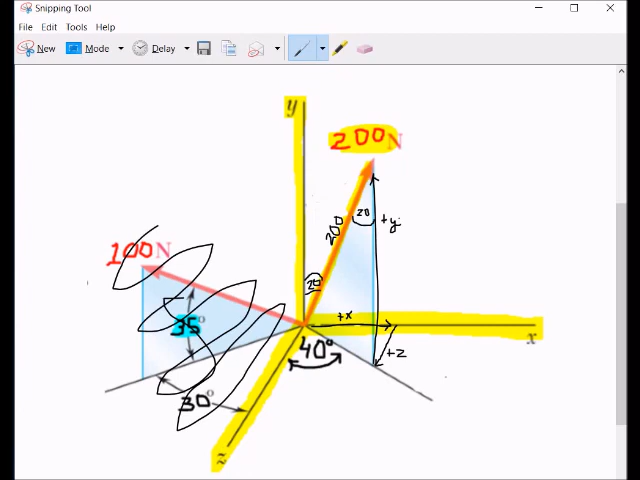 Snipping Tool
File Edit Tools Help
New Mode Delay
y
200N
20
+y
200
100N
20
+x
35°
x
40°
+z
30°
z